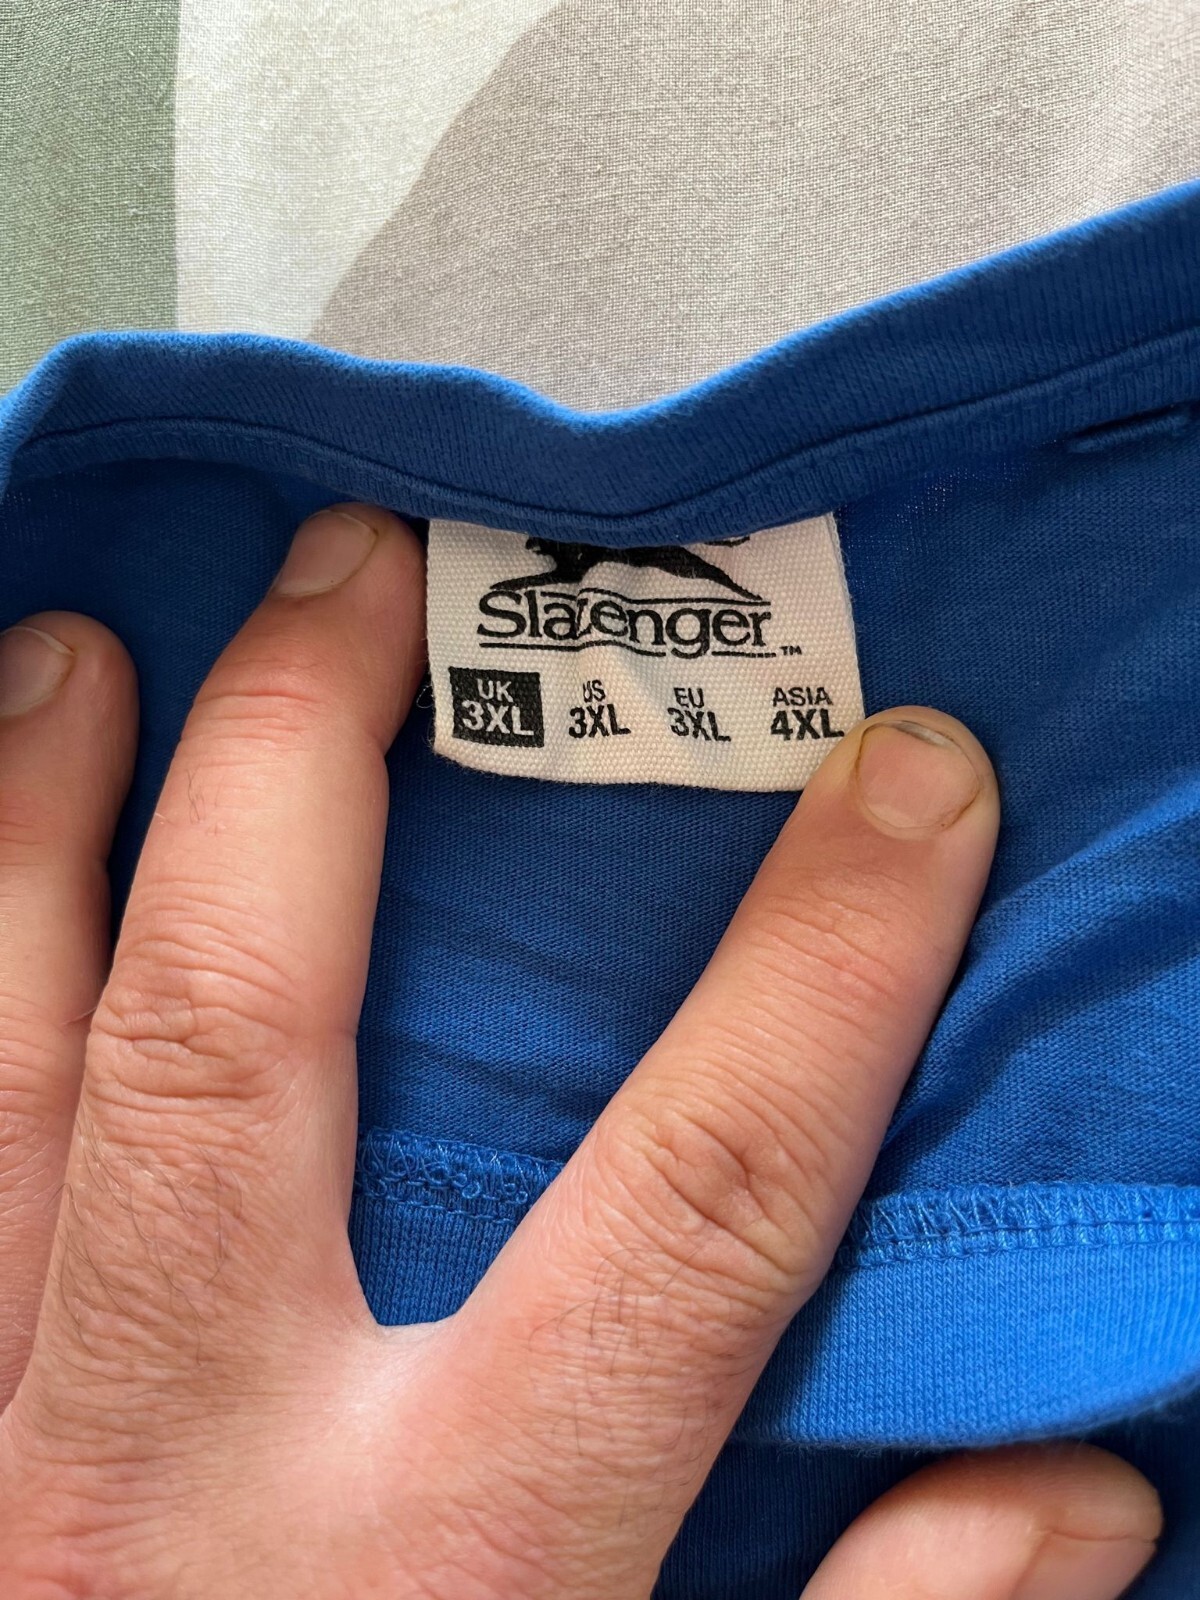 Slazenger™
UK US EU ASIA
3XL 3XL 3XL 4XL